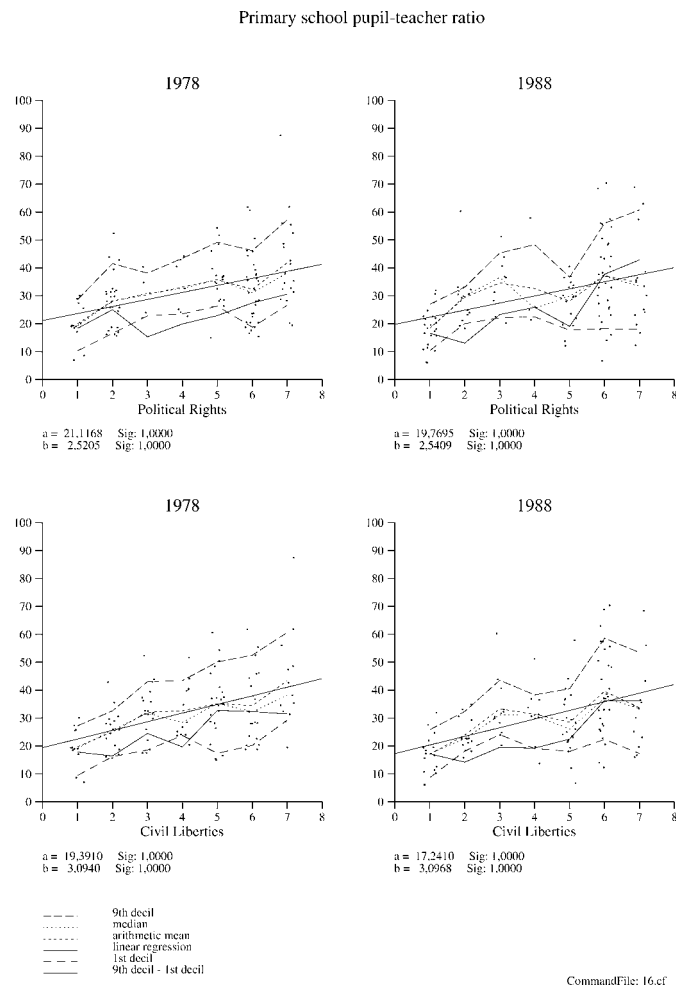 Primary school pupil-teacher ratio
1978
1988
100
90
80
70
60
50
40
30
20
10
0
0 1 2 3 4 5 6 7 8
Political Rights
a = 21,1168 Sig: 1,0000
b = 2,5205 Sig: 1,0000
100
90
80
70
60
50
40
30
20
10
0
0 1 2 3 4 5 6 7 8
Political Rights
a = 19,7695 Sig: 1,0000
b = 2,5409 Sig: 1,0000
1978
1988
100
90
80
70
60
50
40
30
20
10
0
0 1 2 3 4 5 6 7 8
Civil Liberties
a = 19,3910 Sig: 1,0000
b = 3,0940 Sig: 1,0000
100
90
80
70
60
50
40
30
20
10
0
0 1 2 3 4 5 6 7 8
Civil Liberties
a = 17,2410 Sig: 1,0000
b = 3,0968 Sig: 1,0000
9th decil
median
arithmetic mean
linear regression
1st decil
9th decil - 1st decil
CommandFile: 16.cf